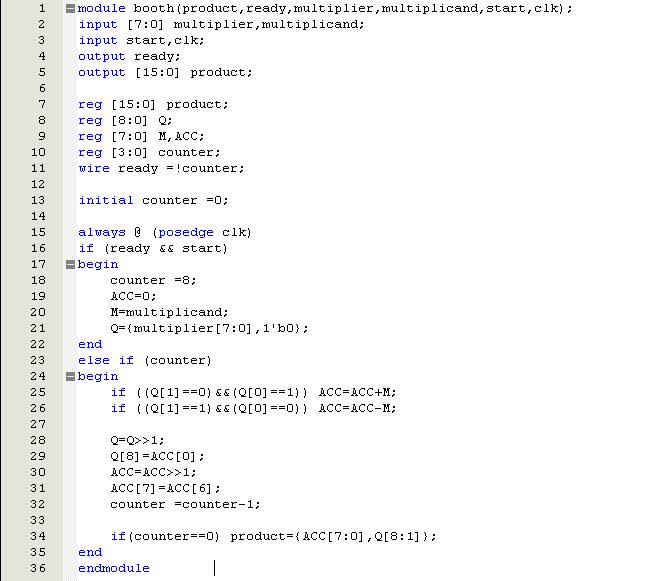 1 module booth(product,ready,multiplier,multiplicand,start,clk);
2 input [7:0] multiplier,multiplicand;
3 input start,clk;
4 output ready;
5 output [15:0] product;
6
7 reg [15:0] product;
8 reg [8:0] Q;
9 reg [7:0] M,ACC;
10 reg [3:0] counter;
11 wire ready =!counter;
12
13 initial counter =0;
14
15 always @ (posedge clk)
16 if (ready && start)
17 begin
18     counter =8;
19     ACC=0;
20     M=multiplicand;
21     Q={multiplier[7:0],1'b0};
22 end
23 else if (counter)
24 begin
25     if ((Q[1]==0)&&(Q[0]==1)) ACC=ACC+M;
26     if ((Q[1]==1)&&(Q[0]==0)) ACC=ACC-M;
27
28     Q=Q>>1;
29     Q[8]=ACC[0];
30     ACC=ACC>>1;
31     ACC[7]=ACC[6];
32     counter =counter-1;
33
34     if(counter==0) product={ACC[7:0],Q[8:1]};
35 end
36 endmodule